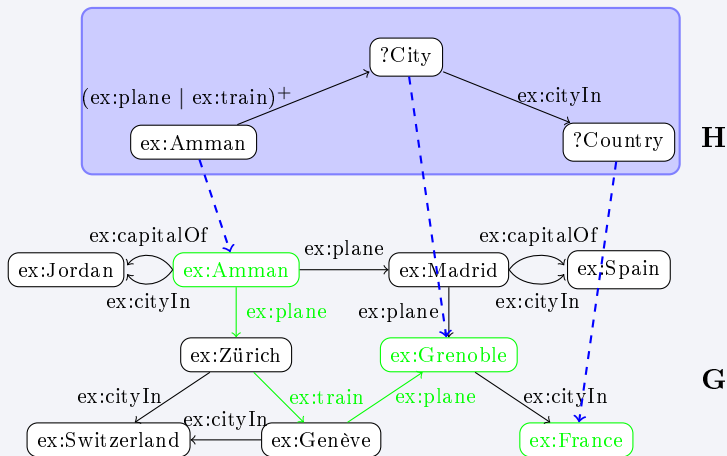 ?City
(ex:plane | ex:train)+
ex:cityIn
H
ex:Amman
?Country
ex:capitalOf
ex:capitalOf
ex:plane
ex:Jordan
ex:Amman
ex:Madrid
ex:Spain
ex:cityIn
ex:cityIn
ex:plane
ex:plane
ex:Zürich
ex:Grenoble
G
ex:cityIn
ex:train
ex:plane
ex:cityIn
ex:cityIn
ex:Switzerland
ex:Genève
ex:France